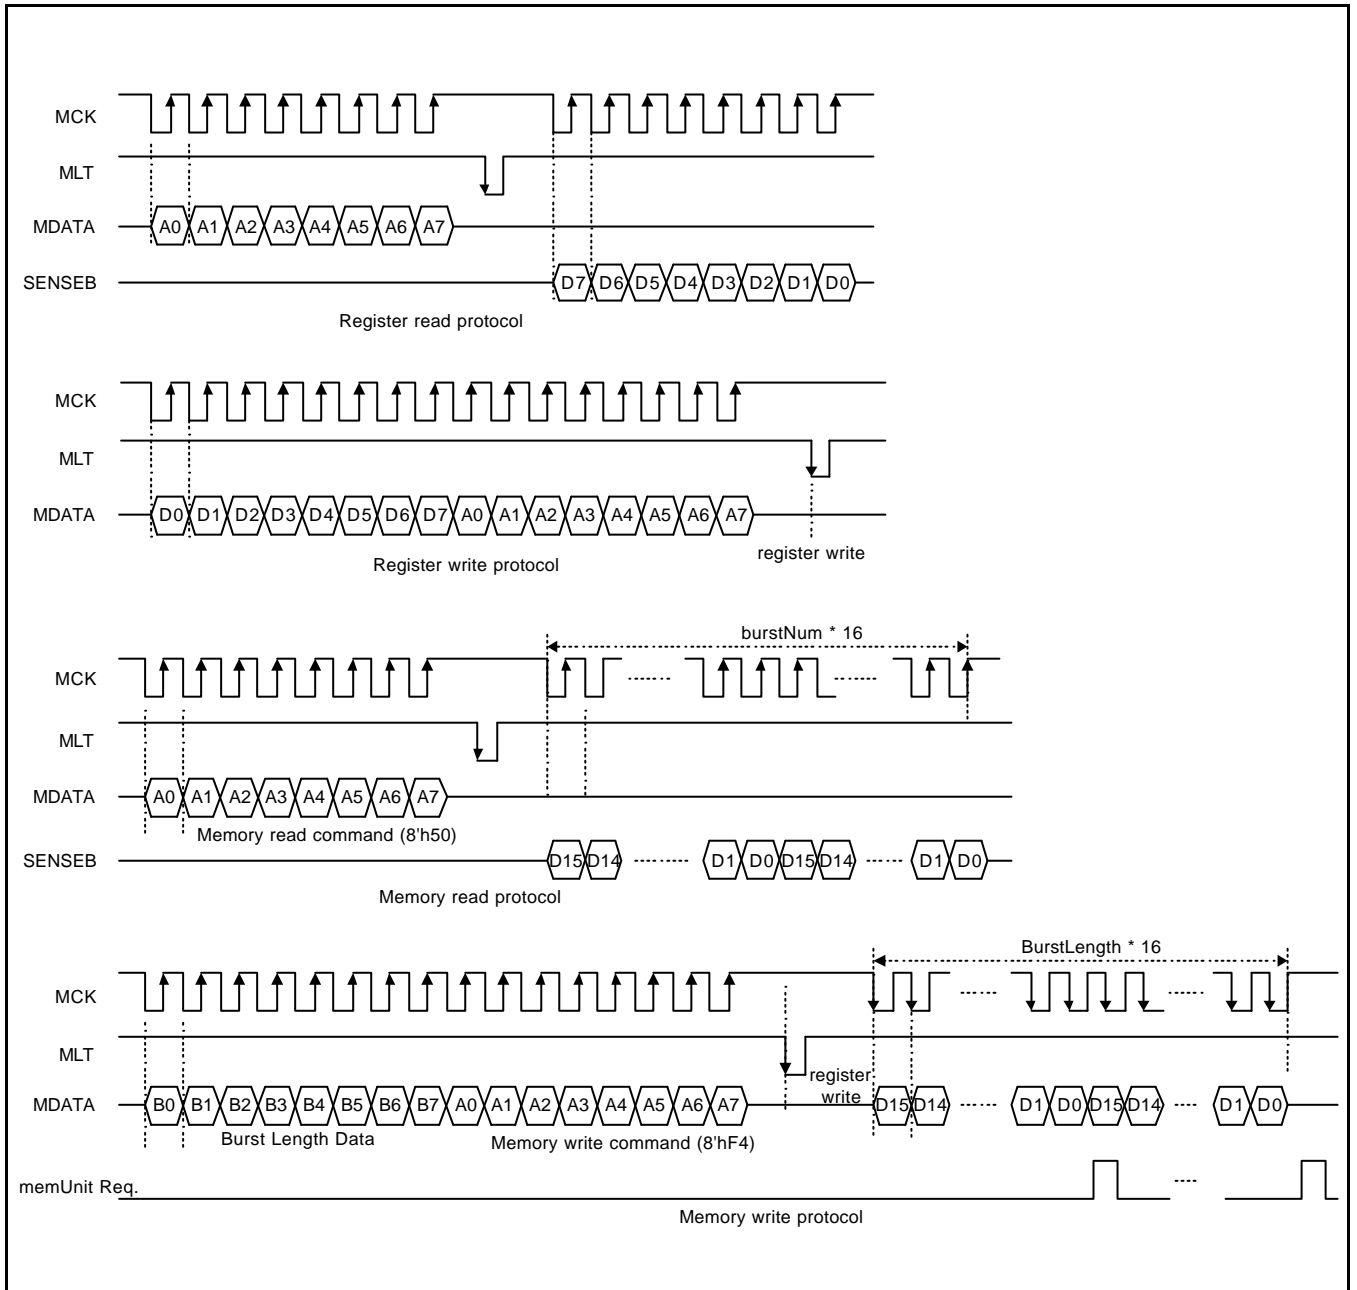 MCK
MLT
MDATA A0 A1 A2 A3 A4 A5 A6 A7
SENSEB D7 D6 D5 D4 D3 D2 D1 D0
Register read protocol
MCK
MLT
MDATA D0 D1 D2 D3 D4 D5 D6 D7 A0 A1 A2 A3 A4 A5 A6 A7
register write
Register write protocol
burstNum * 16
MCK
MLT
MDATA A0 A1 A2 A3 A4 A5 A6 A7
Memory read command (8'h50)
SENSEB D15 D14 D1 D0 D15 D14 D1 D0
Memory read protocol
BurstLength * 16
MCK
MLT
register
write
MDATA B0 B1 B2 B3 B4 B5 B6 B7 A0 A1 A2 A3 A4 A5 A6 A7 D15 D14 D1 D0 D15 D14 D1 D0
Burst Length Data Memory write command (8'hF4)
memUnit Req.
Memory write protocol